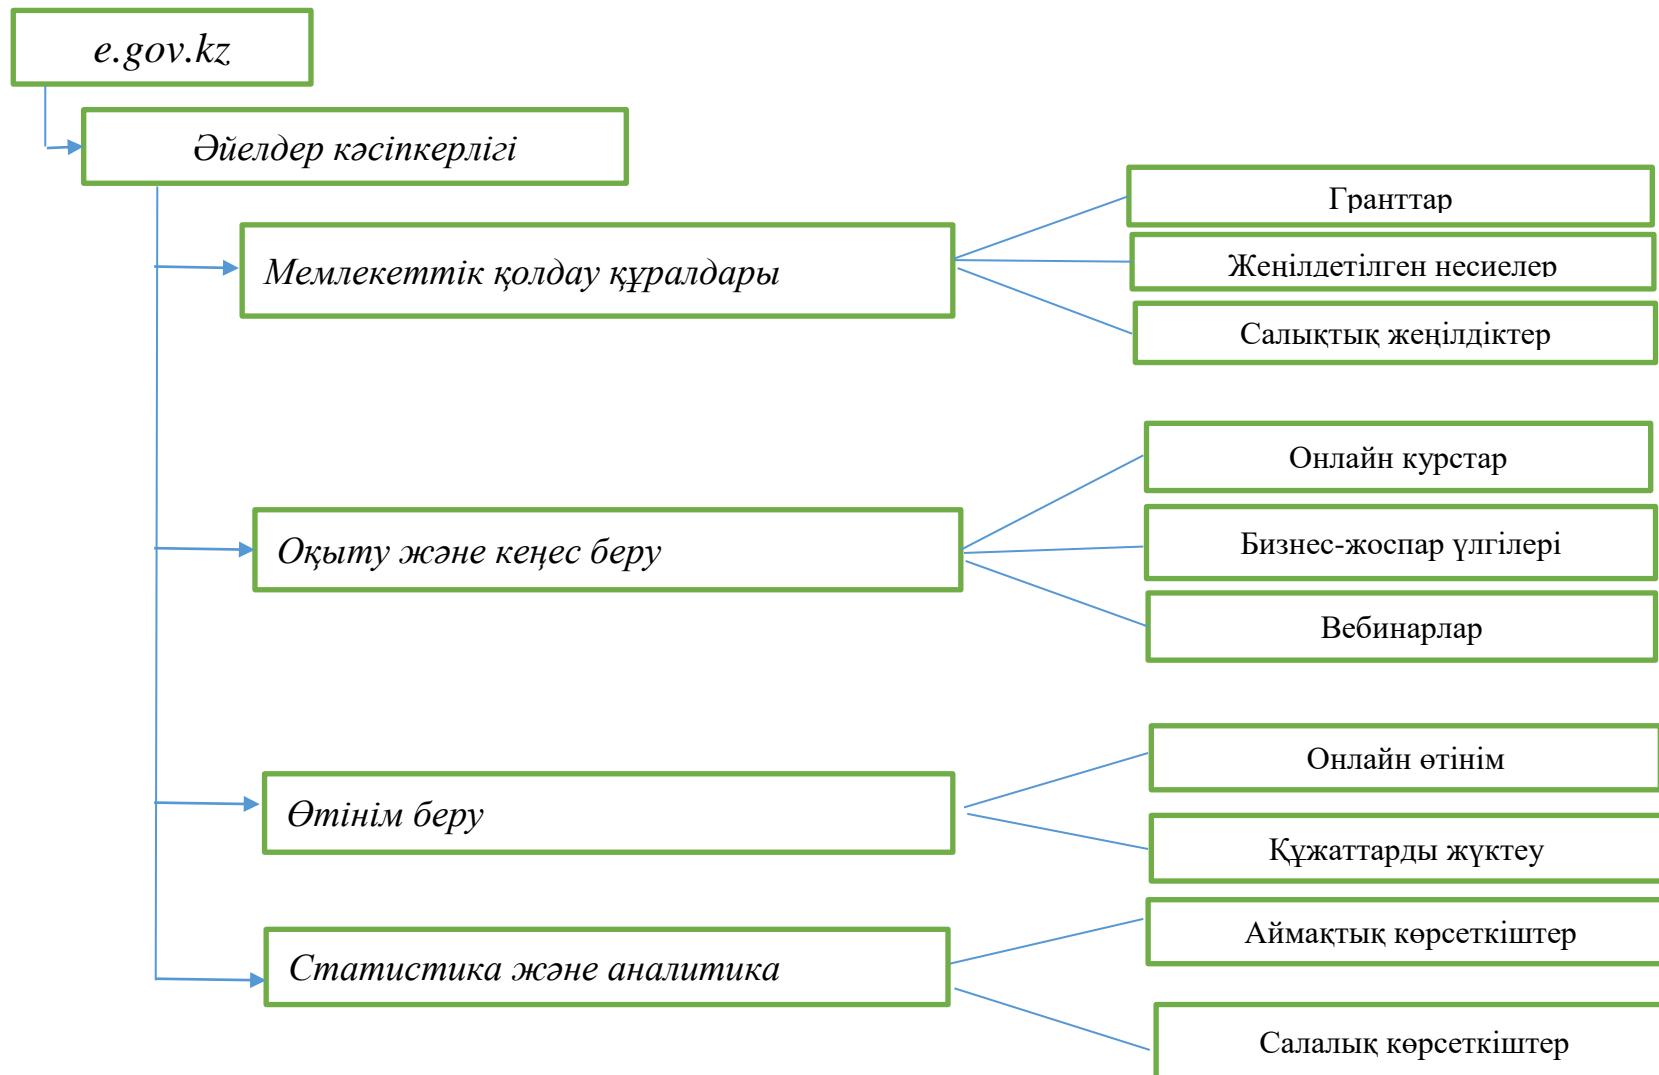 e.gov.kz
Әйелдер кәсіпкерлігі
Мемлекеттік қолдау құралдары
Гранттар
Жеңілдетілген несиелер
Салықтық жеңілдіктер
Оқыту және кеңес беру
Онлайн курстар
Бизнес-жоспар үлгілері
Вебинарлар
Өтінім беру
Онлайн өтінім
Құжаттарды жүктеу
Статистика және аналитика
Аймақтық көрсеткіштер
Салалық көрсеткіштер